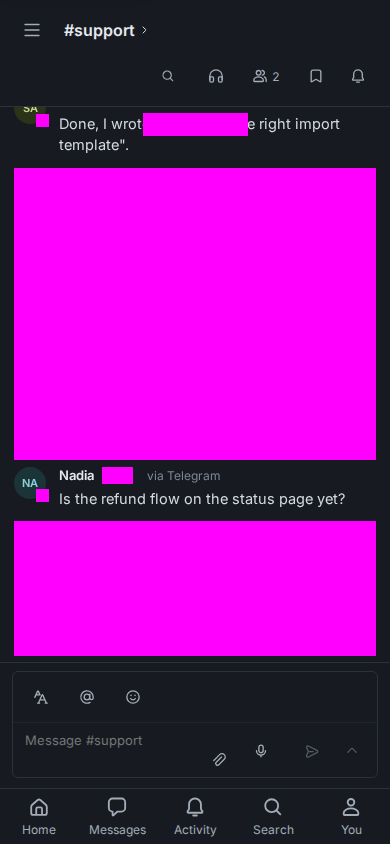 #support
2
SA
Done, I wrot e right import
template".
NA
Nadia via Telegram
Is the refund flow on the status page yet?
Message #support
Home Messages Activity Search You